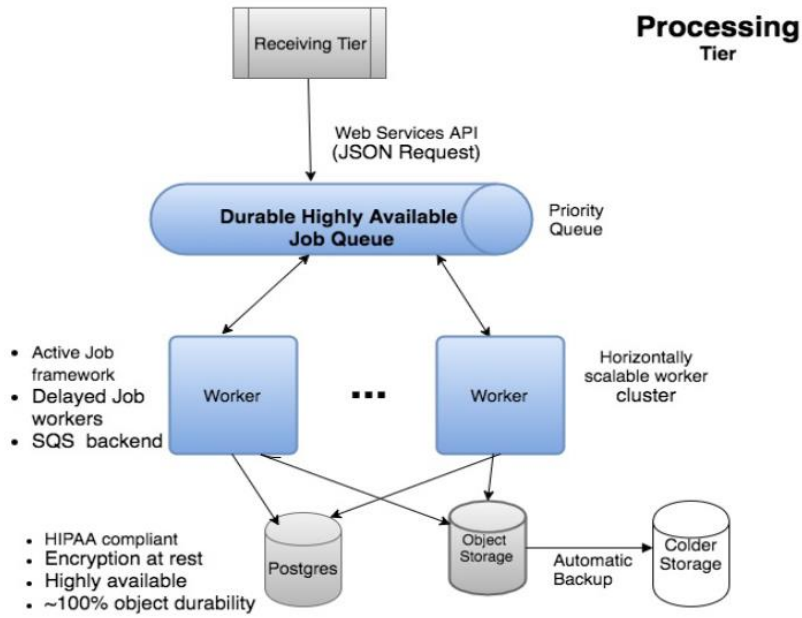 Processing
Tier
Receiving Tier
Web Services API
(JSON Request)
Durable Highly Available
Job Queue
Priority
Queue
• Active Job
framework
• Delayed Job
workers
• SQS backend
Worker
...
Worker
Horizontally
scalable worker
cluster
• HIPAA compliant
• Encryption at rest
• Highly available
• ~100% object durability
Postgres
Object
Storage
Automatic
Backup
Colder
Storage